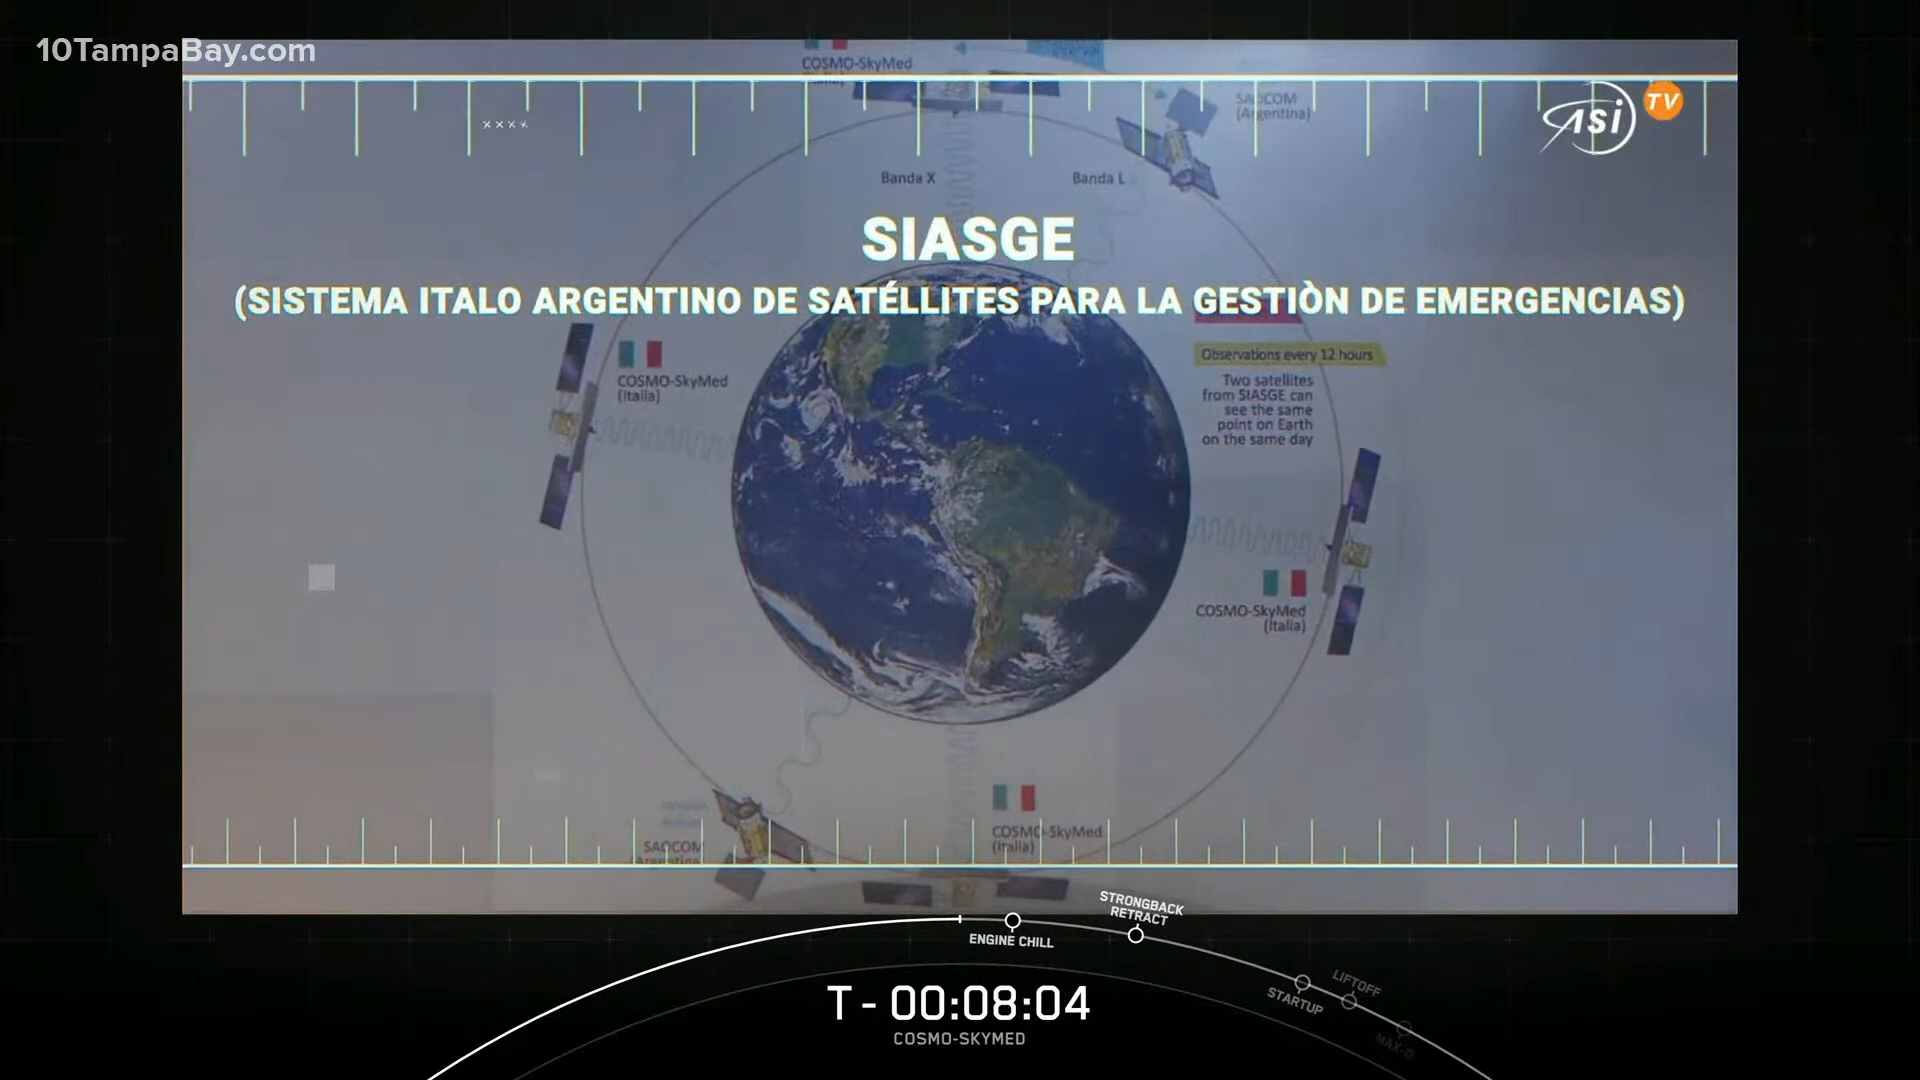 10TampaBay.com
COSMO-SkyMed
SAOCOM
(Argentina)
asi TV
××××
Banda X
Banda L
SIASGE
(SISTEMA ITALO ARGENTINO DE SATÉLLITES PARA LA GESTIÒN DE EMERGENCIAS)
COSMO-SkyMed
(Italia)
Observations every 12 hours
Two satellites
from SIASGE can
see the same
point on Earth
on the same day
COSMO-SkyMed
(Italia)
COSMO-SkyMed
(Italia)
SAOCOM
(Argentina
STRONGBACK
RETRACT
ENGINE CHILL
LIFTOFF
STARTUP
MAX-Q
T - 00:08:04
COSMO-SKYMED